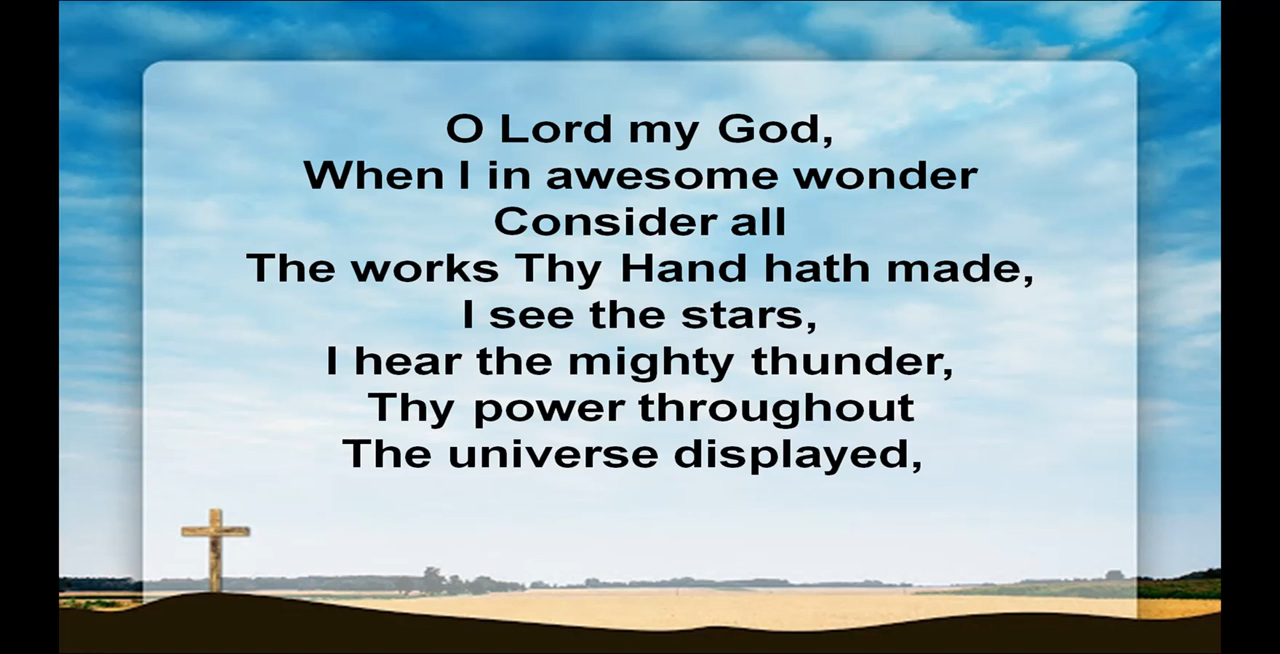 O Lord my God,
When I in awesome wonder
Consider all
The works Thy Hand hath made,
I see the stars,
I hear the mighty thunder,
Thy power throughout
The universe displayed,